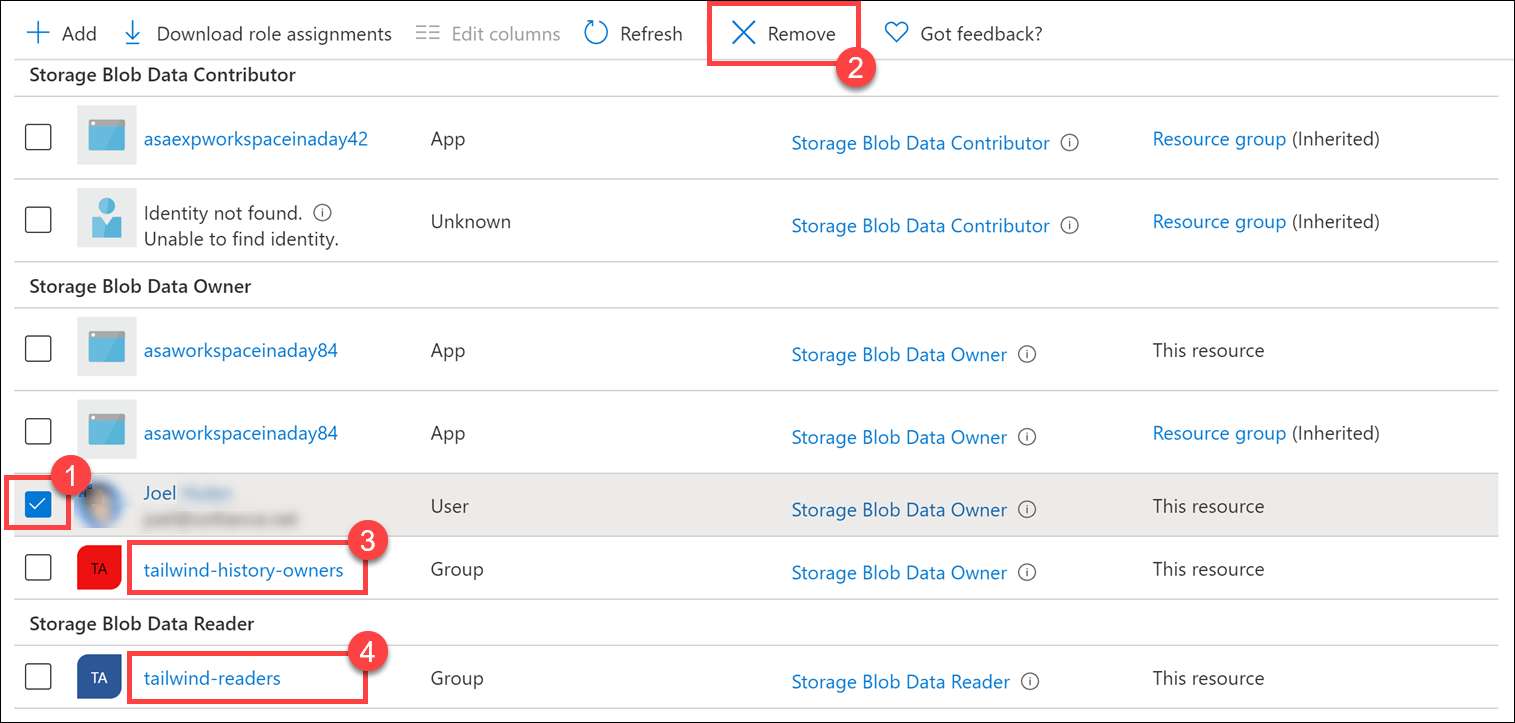 Add Download role assignments Edit columns Refresh Remove Got feedback?
2
Storage Blob Data Contributor
asaexpworkspaceinaday42 App Storage Blob Data Contributor Resource group (Inherited)
Identity not found.
Unable to find identity.
Unknown Storage Blob Data Contributor Resource group (Inherited)
Storage Blob Data Owner
asaworkspaceinaday84 App Storage Blob Data Owner This resource
asaworkspaceinaday84 App Storage Blob Data Owner Resource group (Inherited)
1
Joel
User Storage Blob Data Owner This resource
3
TA tailwind-history-owners Group Storage Blob Data Owner This resource
Storage Blob Data Reader
4
TA tailwind-readers Group Storage Blob Data Reader This resource